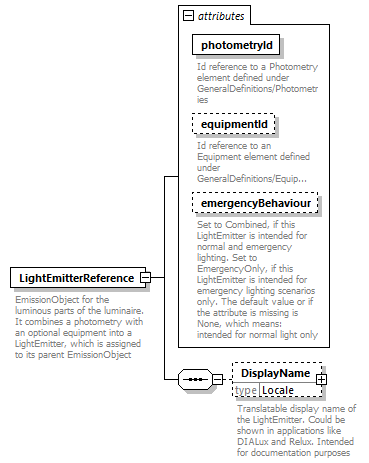 attributes
photometryId
Id reference to a Photometry
element defined under
GeneralDefinitions/Photometr
ies
equipmentId
Id reference to an
Equipment element defined
under
GeneralDefinitions/Equip...
emergencyBehaviour
Set to Combined, if this
LightEmitter is intended for
normal and emergency
lighting. Set to
EmergencyOnly, if this
LightEmitter is intended for
emergency lighting scenarios
only. The default value or if
the attribute is missing is
None, which means:
intended for normal light only
LightEmitterReference
EmissionObject for the
luminous parts of the luminaire.
It combines a photometry with
an optional equipment into a
LightEmitter, which is assigned
to its parent EmissionObject
DisplayName
type Locale
Translatable display name of
the LightEmitter. Could be
shown in applications like
DIALux and Relux. Intended
for documentation purposes